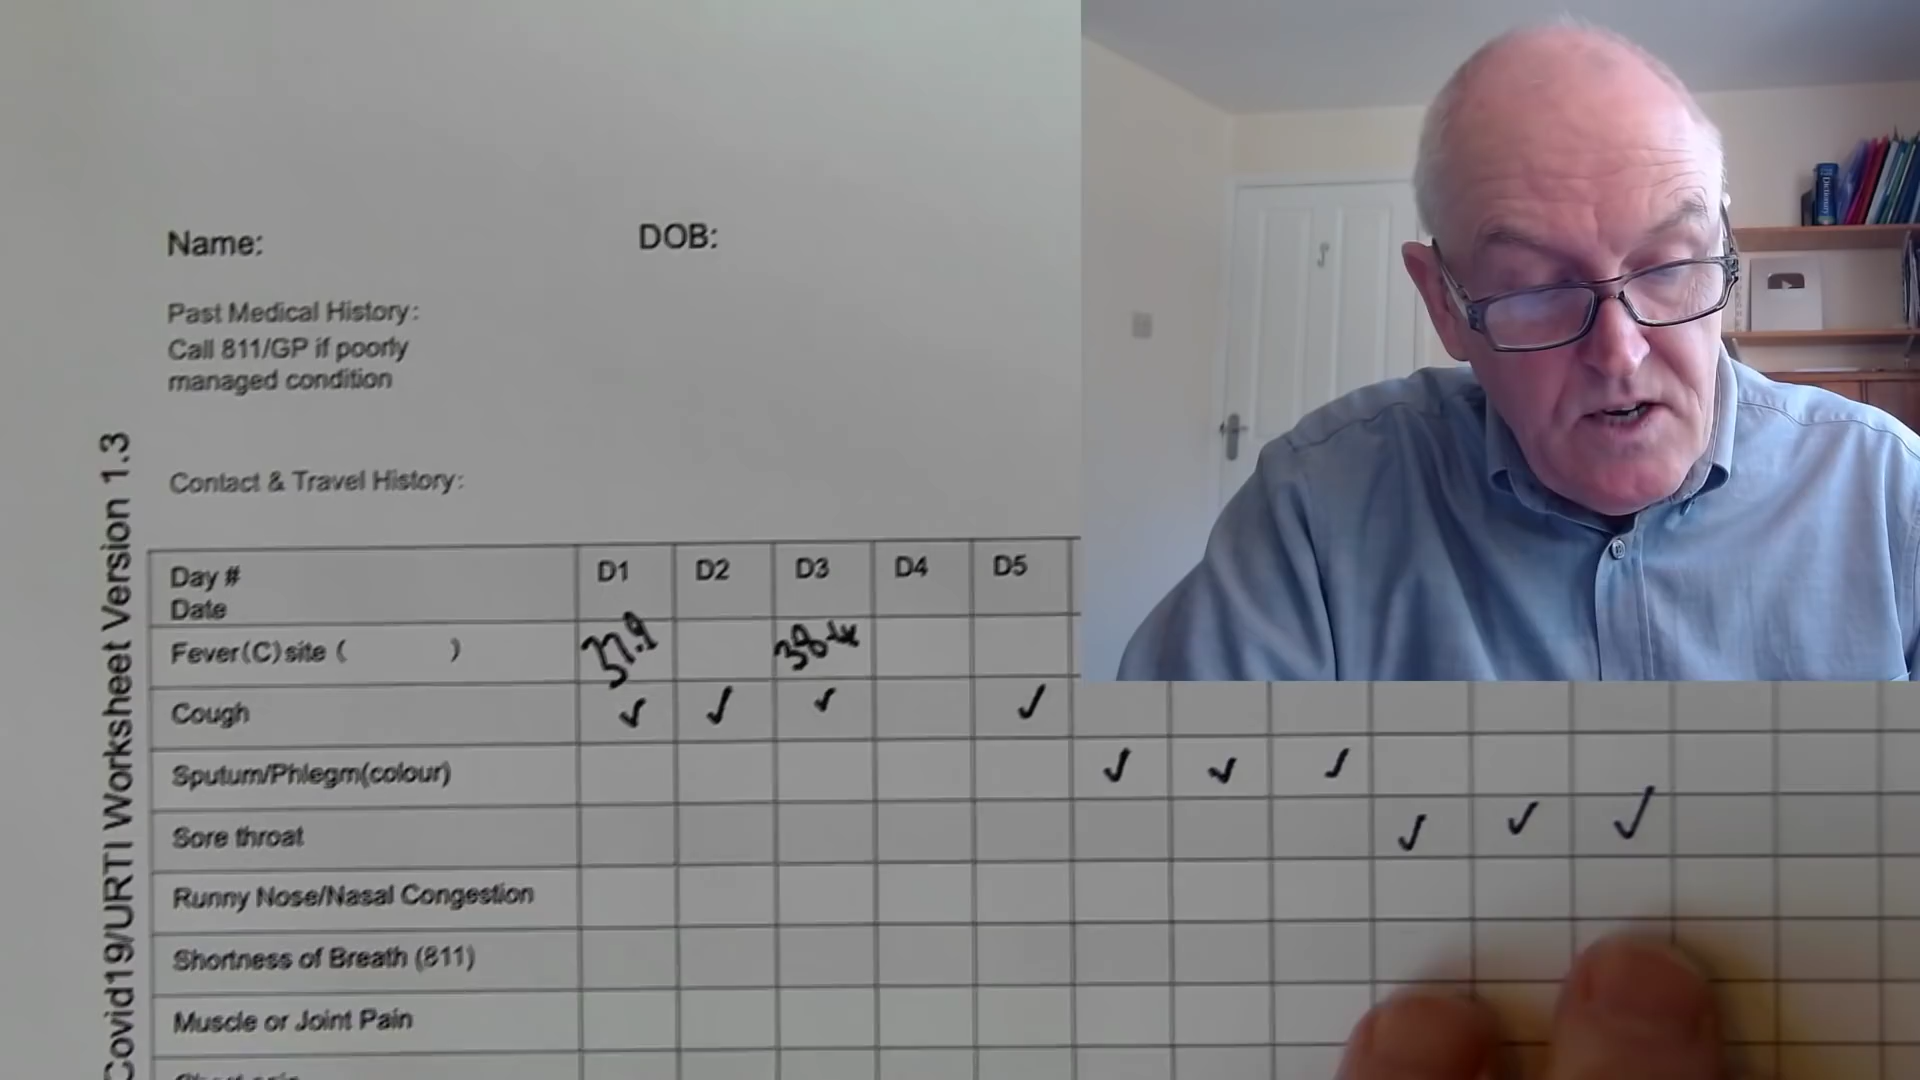 Name:
DOB:
Past Medical History:
Call 811/GP if poorly
managed condition
Covid19/URTI Worksheet Version 1.3
Contact & Travel History:
Day # D1 D2 D3 D4 D5
Date
Fever(C)site ( ) 37.9 38.4
Cough ✓ ✓ ✓ ✓
Sputum/Phlegm(colour) ✓ ✓ ✓
Sore throat ✓ ✓ ✓
Runny Nose/Nasal Congestion
Shortness of Breath (811)
Muscle or Joint Pain